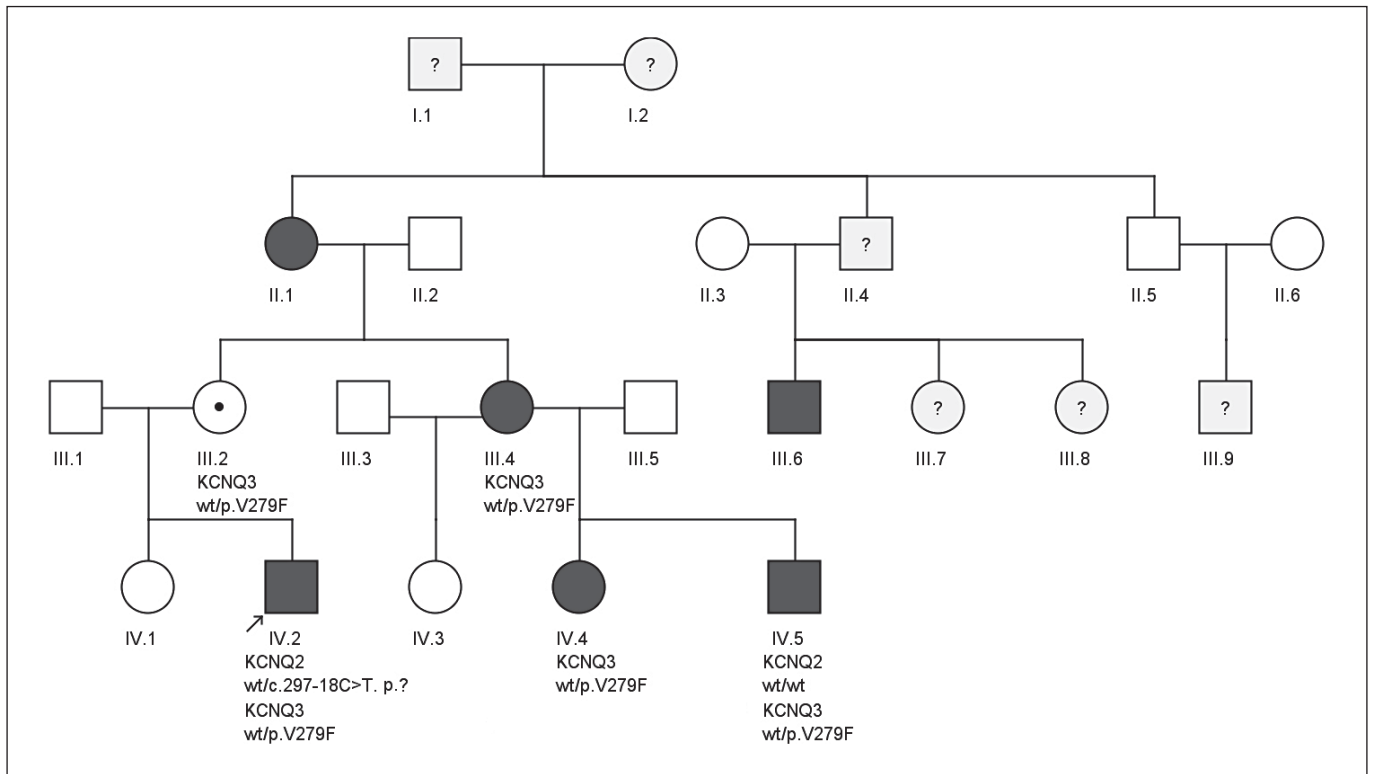 ?
?
I.1
I.2
?
II.1
II.2
II.3
II.4
II.5
II.6
?
?
?
III.1
III.2
KCNQ3
wt/p.V279F
III.3
III.4
KCNQ3
wt/p.V279F
III.5
III.6
III.7
III.8
III.9
IV.1
IV.2
KCNQ2
wt/c.297-18C>T. p.?
KCNQ3
wt/p.V279F
IV.3
IV.4
KCNQ3
wt/p.V279F
IV.5
KCNQ2
wt/wt
KCNQ3
wt/p.V279F